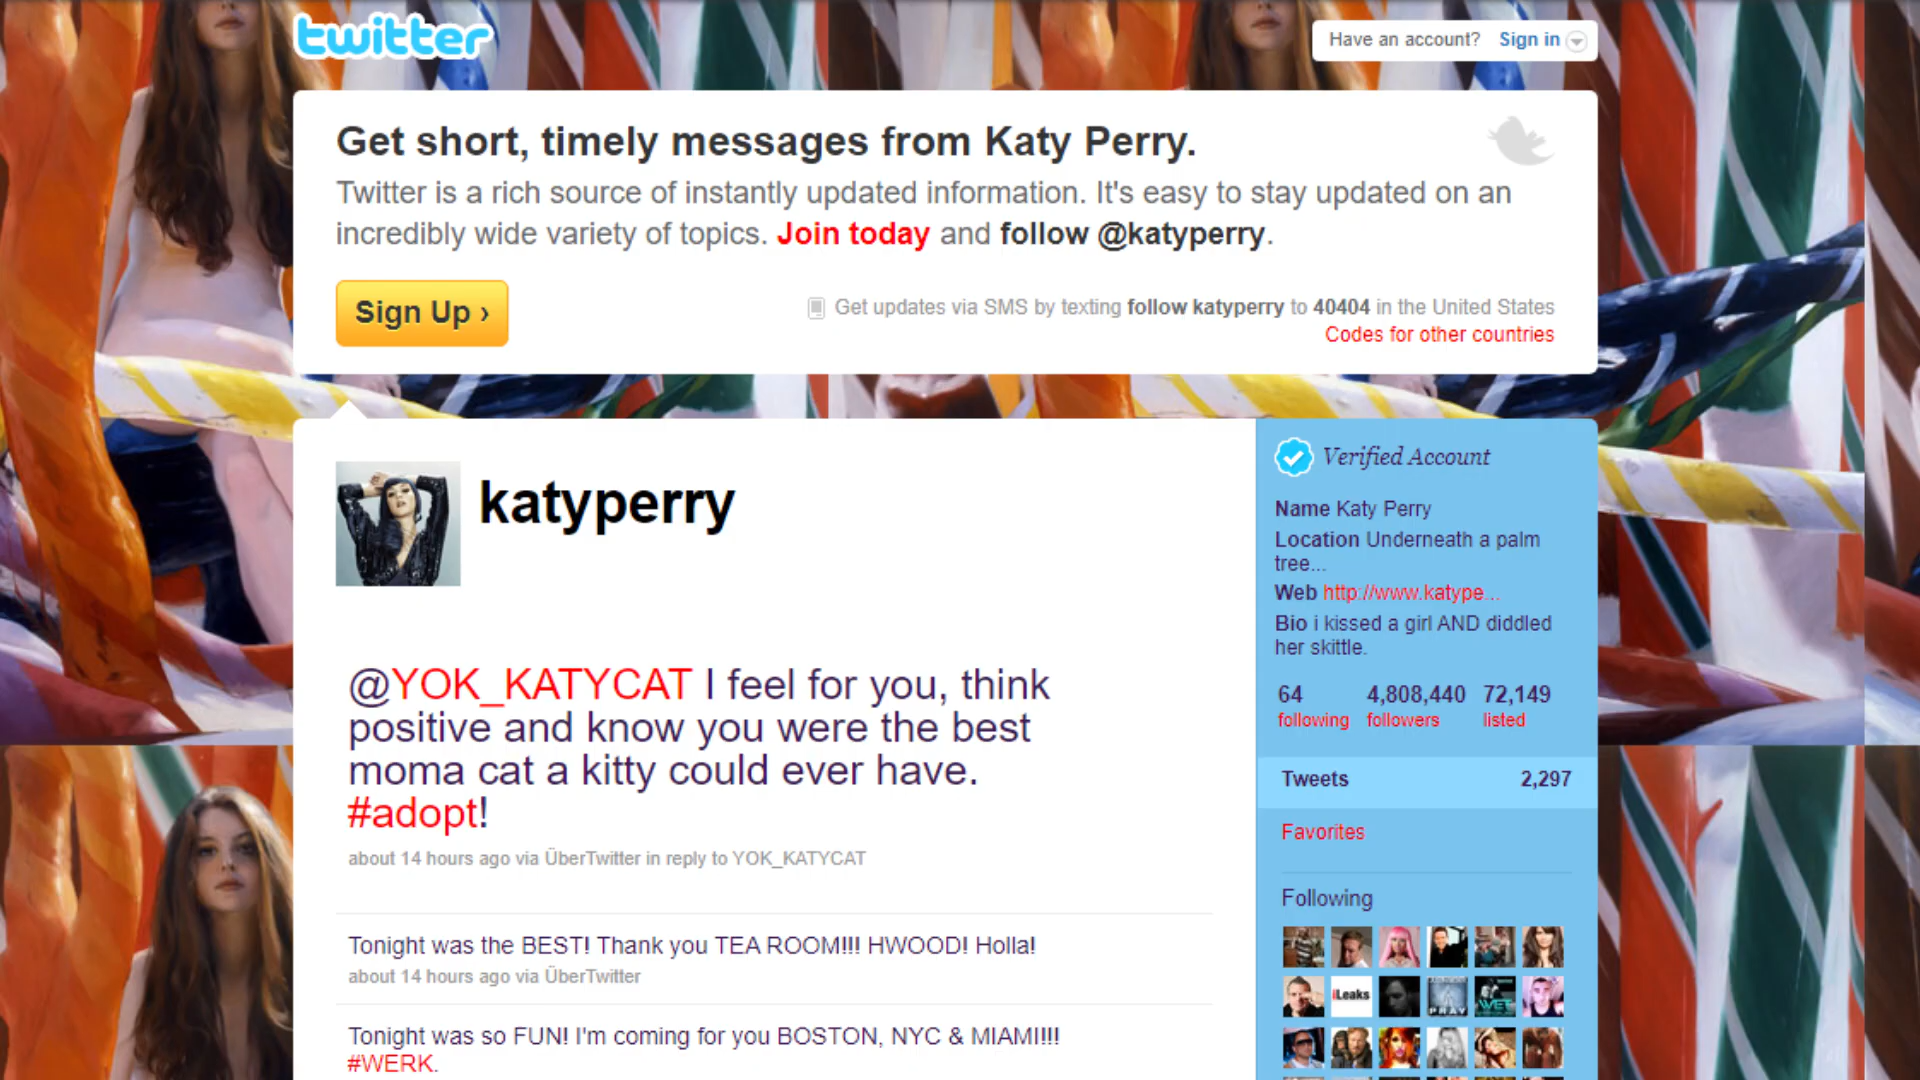 twitter
Have an account? Sign in
Get short, timely messages from Katy Perry.
Twitter is a rich source of instantly updated information. It's easy to stay updated on an
incredibly wide variety of topics. Join today and follow @katyperry.
Sign Up ›
Get updates via SMS by texting follow katyperry to 40404 in the United States
Codes for other countries
katyperry
@YOK_KATYCAT I feel for you, think
positive and know you were the best
moma cat a kitty could ever have.
#adopt!
about 14 hours ago via ÜberTwitter in reply to YOK_KATYCAT
Tonight was the BEST! Thank you TEA ROOM!!! HWOOD! Holla!
about 14 hours ago via ÜberTwitter
Tonight was so FUN! I'm coming for you BOSTON, NYC & MIAMI!!!
#WERK.
Verified Account
Name Katy Perry
Location Underneath a palm
tree...
Web http://www.katype...
Bio i kissed a girl AND diddled
her skittle.
64 4,808,440 72,149
following followers listed
Tweets 2,297
Favorites
Following
iLeaks
PRAY
WET